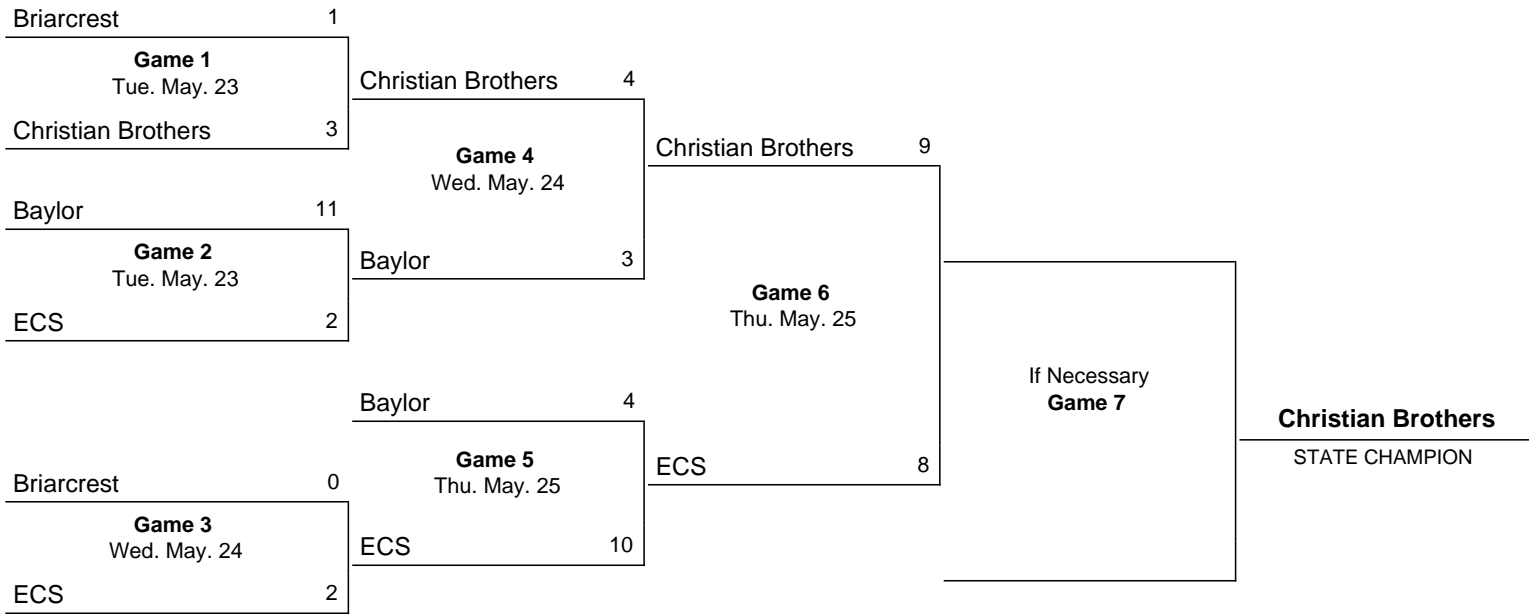 Briarcrest 1
Game 1
Tue. May. 23
Christian Brothers 3
Baylor 11
Game 2
Tue. May. 23
ECS 2
Briarcrest 0
Game 3
Wed. May. 24
ECS 2
Christian Brothers 4
Game 4
Wed. May. 24
Baylor 3
Baylor 4
Game 5
Thu. May. 25
ECS 10
Christian Brothers 9
Game 6
Thu. May. 25
ECS 8
If Necessary
Game 7
Christian Brothers
STATE CHAMPION